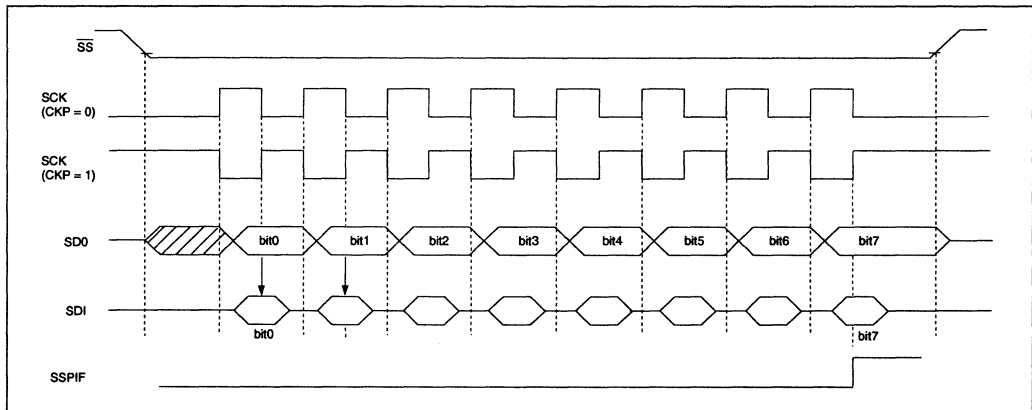 SS
SCK
(CKP = 0)
SCK
(CKP = 1)
SD0
bit0
bit1
bit2
bit3
bit4
bit5
bit6
bit7
SDI
bit0
bit7
SSPIF